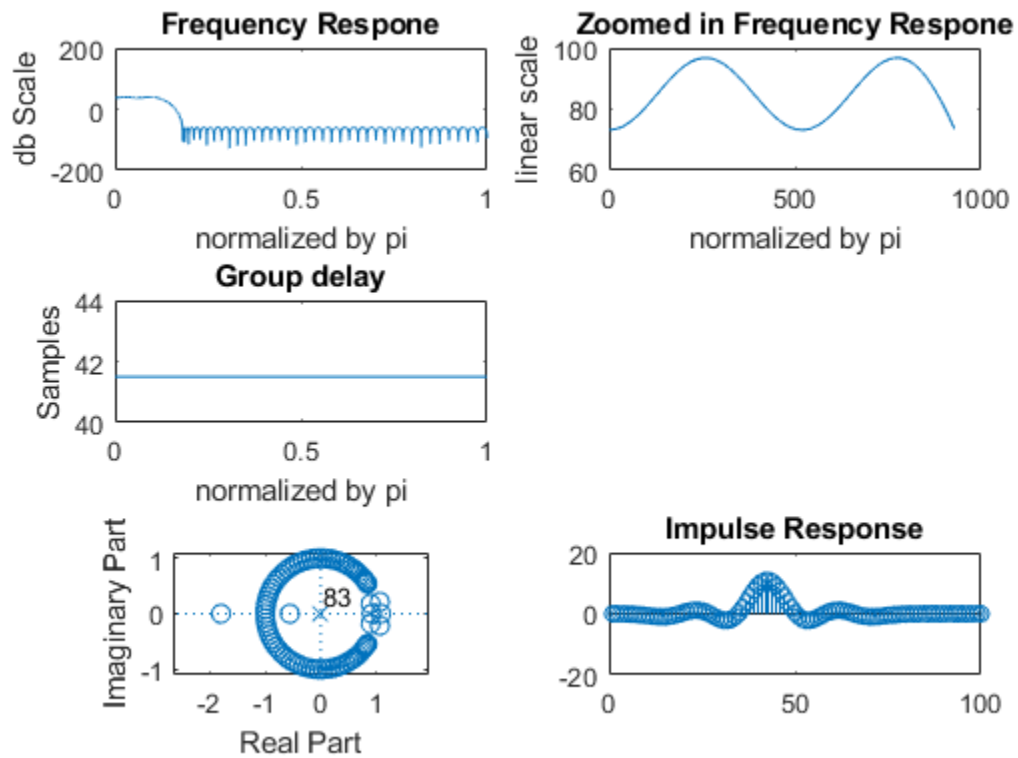 Frequency Respone
db Scale
200
0
-200
0 0.5 1
normalized by pi
Zoomed in Frequency Respone
linear scale
100
80
60
0 500 1000
normalized by pi
Group delay
Samples
44
42
40
0 0.5 1
normalized by pi
Imaginary Part
1
0
-1
83
-2 -1 0 1
Real Part
Impulse Response
20
0
-20
0 50 100